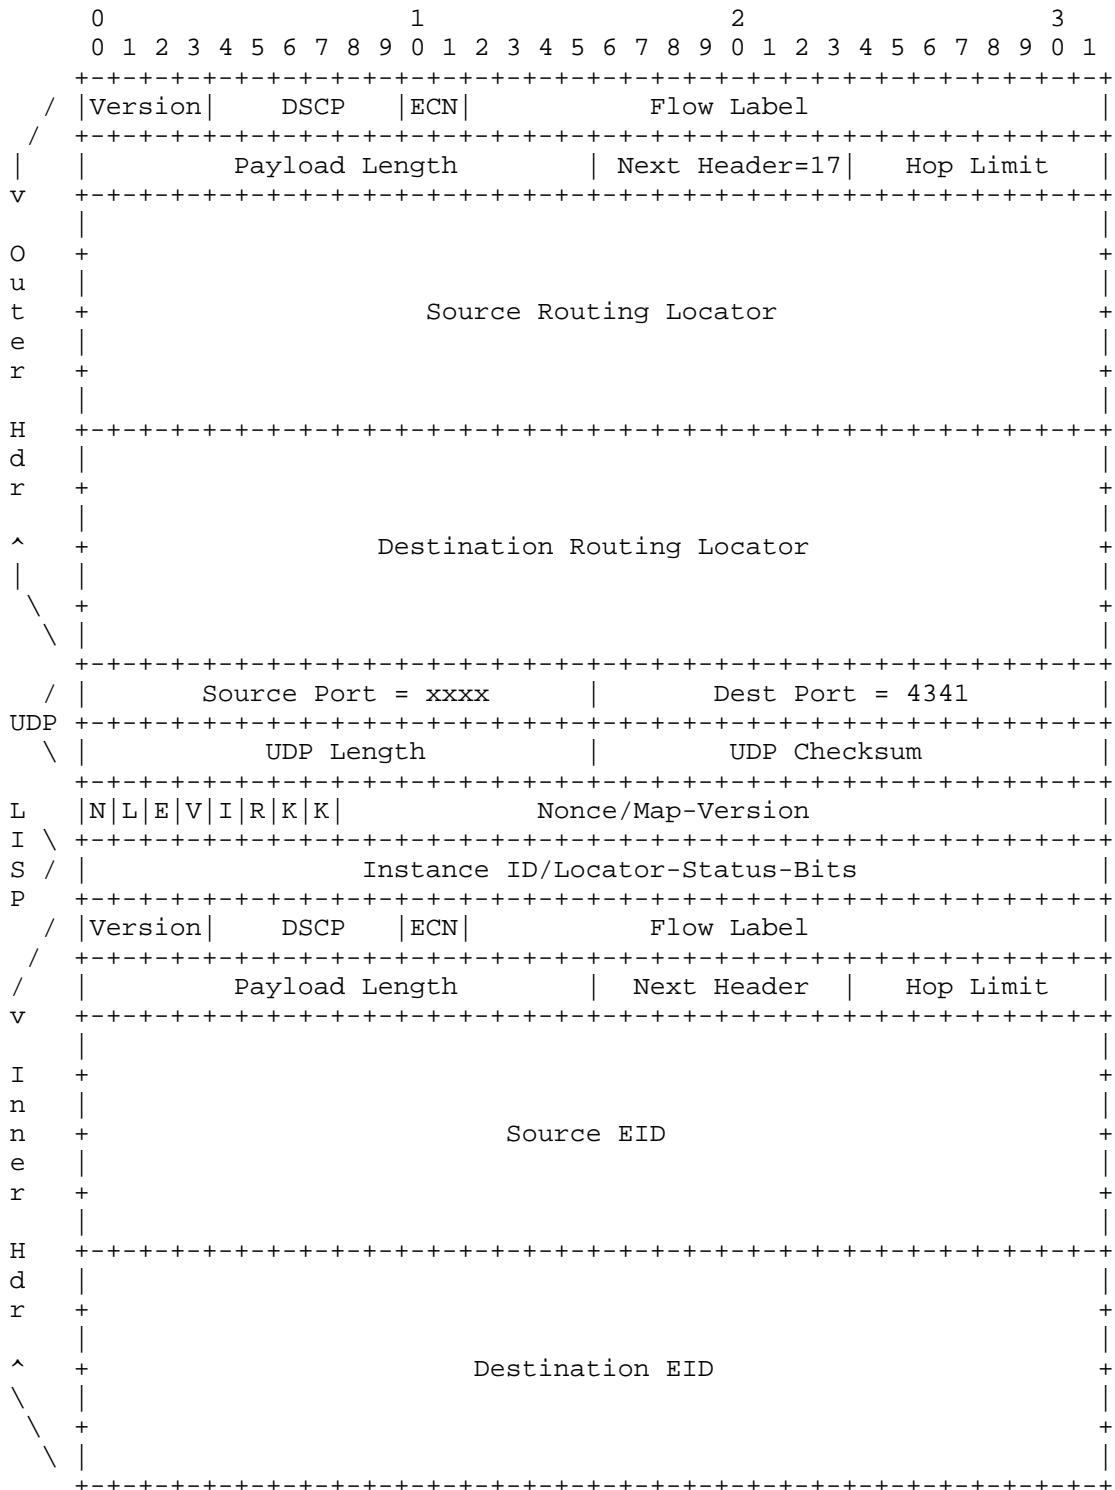 0                   1                   2                   3
        0 1 2 3 4 5 6 7 8 9 0 1 2 3 4 5 6 7 8 9 0 1 2 3 4 5 6 7 8 9 0 1
       +-+-+-+-+-+-+-+-+-+-+-+-+-+-+-+-+-+-+-+-+-+-+-+-+-+-+-+-+-+-+-+-+
     / |Version|    DSCP   |ECN|           Flow Label                  |
    /  +-+-+-+-+-+-+-+-+-+-+-+-+-+-+-+-+-+-+-+-+-+-+-+-+-+-+-+-+-+-+-+-+
   |   |         Payload Length        | Next Header=17|   Hop Limit   |
   v   +-+-+-+-+-+-+-+-+-+-+-+-+-+-+-+-+-+-+-+-+-+-+-+-+-+-+-+-+-+-+-+-+
       |                                                               |
   O   +                                                               +
   u   |                                                               |
   t   +                     Source Routing Locator                    +
   e   |                                                               |
   r   +                                                               +
       |                                                               |
   H   +-+-+-+-+-+-+-+-+-+-+-+-+-+-+-+-+-+-+-+-+-+-+-+-+-+-+-+-+-+-+-+-+
   d   |                                                               |
   r   +                                                               +
       |                                                               |
   ^   +                  Destination Routing Locator                  +
   |   |                                                               |
    \  +                                                               +
     \ |                                                               |
       +-+-+-+-+-+-+-+-+-+-+-+-+-+-+-+-+-+-+-+-+-+-+-+-+-+-+-+-+-+-+-+-+
     / |       Source Port = xxxx      |       Dest Port = 4341        |
   UDP +-+-+-+-+-+-+-+-+-+-+-+-+-+-+-+-+-+-+-+-+-+-+-+-+-+-+-+-+-+-+-+-+
     \ |           UDP Length          |        UDP Checksum           |
       +-+-+-+-+-+-+-+-+-+-+-+-+-+-+-+-+-+-+-+-+-+-+-+-+-+-+-+-+-+-+-+-+
   L   |N|L|E|V|I|R|K|K|            Nonce/Map-Version                  |
   I \ +-+-+-+-+-+-+-+-+-+-+-+-+-+-+-+-+-+-+-+-+-+-+-+-+-+-+-+-+-+-+-+-+
   S / |                 Instance ID/Locator-Status-Bits               |
   P   +-+-+-+-+-+-+-+-+-+-+-+-+-+-+-+-+-+-+-+-+-+-+-+-+-+-+-+-+-+-+-+-+
     / |Version|    DSCP   |ECN|           Flow Label                  |
    /  +-+-+-+-+-+-+-+-+-+-+-+-+-+-+-+-+-+-+-+-+-+-+-+-+-+-+-+-+-+-+-+-+
   /   |         Payload Length        |  Next Header  |   Hop Limit   |
   v   +-+-+-+-+-+-+-+-+-+-+-+-+-+-+-+-+-+-+-+-+-+-+-+-+-+-+-+-+-+-+-+-+
       |                                                               |
   I   +                                                               +
   n   |                                                               |
   n   +                          Source EID                           +
   e   |                                                               |
   r   +                                                               +
       |                                                               |
   H   +-+-+-+-+-+-+-+-+-+-+-+-+-+-+-+-+-+-+-+-+-+-+-+-+-+-+-+-+-+-+-+-+
   d   |                                                               |
   r   +                                                               +
       |                                                               |
   ^   +                        Destination EID                        +
   \   |                                                               |
    \  +                                                               +
     \ |                                                               |
       +-+-+-+-+-+-+-+-+-+-+-+-+-+-+-+-+-+-+-+-+-+-+-+-+-+-+-+-+-+-+-+-+